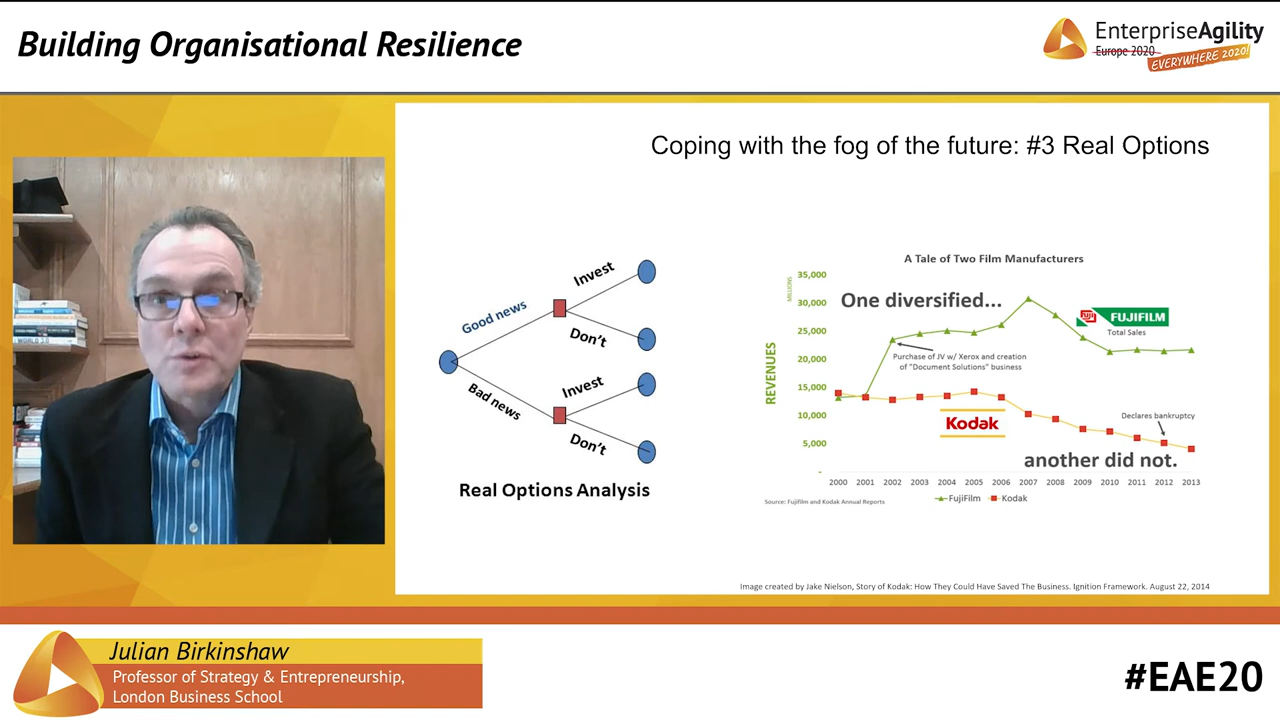 Building Organisational Resilience
EnterpriseAgility
Europe 2020
EVERYWHERE 2020!
Coping with the fog of the future: #3 Real Options
Good news
Bad news
Invest
Don't
Invest
Don't
Real Options Analysis
A Tale of Two Film Manufacturers
MILLIONS
REVENUES
35,000
30,000
25,000
20,000
15,000
10,000
5,000
-
One diversified...
FUJI
FUJIFILM
Total Sales
Purchase of JV w/ Xerox and creation
of "Document Solutions" business
Kodak
Declares bankruptcy
another did not.
2000 2001 2002 2003 2004 2005 2006 2007 2008 2009 2010 2011 2012 2013
FujiFilm Kodak
Source: Fujifilm and Kodak Annual Reports
Image created by Jake Nielson, Story of Kodak: How They Could Have Saved The Business. Ignition Framework. August 22, 2014
Julian Birkinshaw
Professor of Strategy & Entrepreneurship,
London Business School
#EAE20